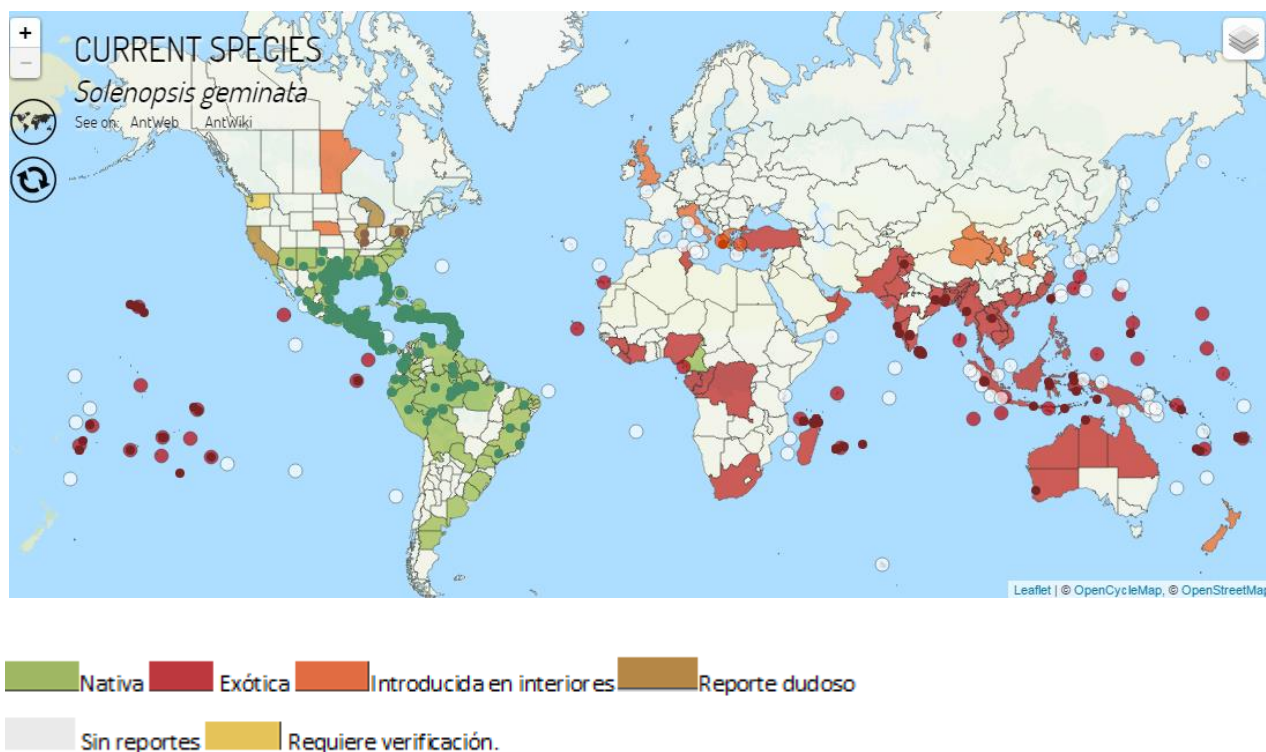 +
−
CURRENT SPECIES
Solenopsis geminata
See on: AntWeb AntWiki
Leaflet | © OpenCycleMap, © OpenStreetMap
Nativa Exótica Introducida en interiores Reporte dudoso
Sin reportes Requiere verificación.